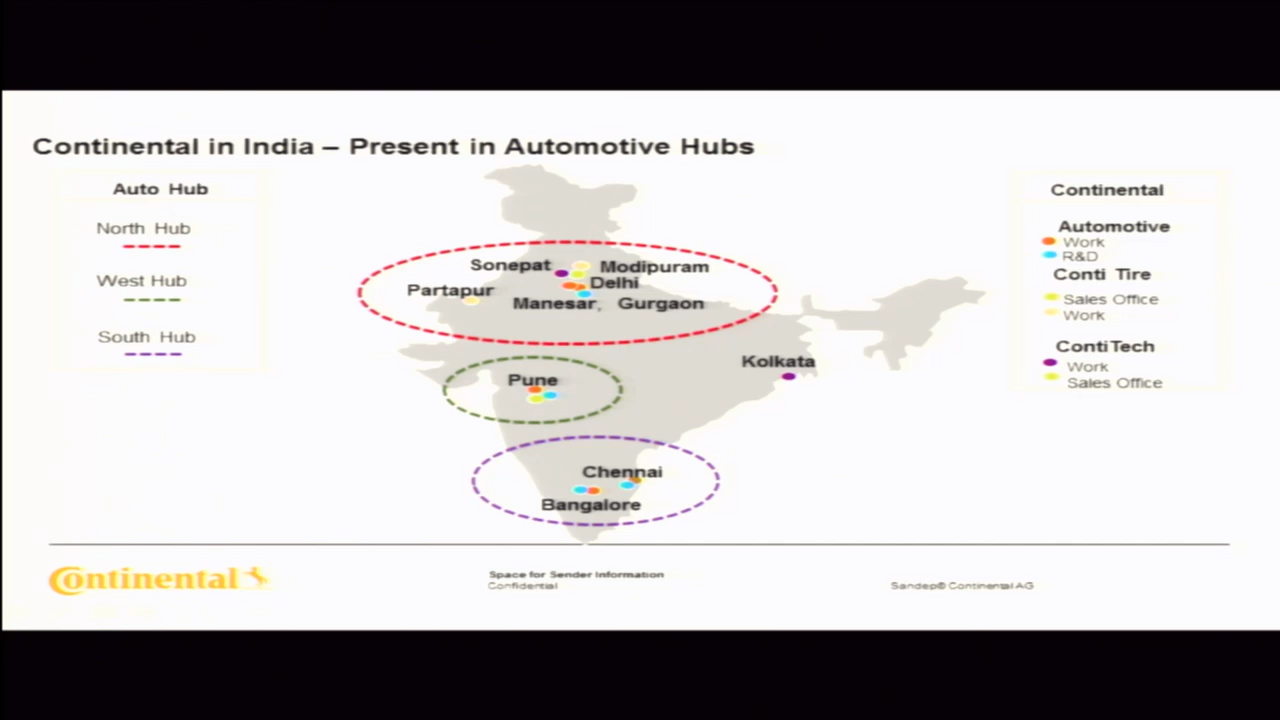 Continental in India – Present in Automotive Hubs
Auto Hub
North Hub
West Hub
South Hub
Sonepat
Modipuram
Delhi
Partapur
Manesar, Gurgaon
Kolkata
Pune
Chennai
Bangalore
Continental
Automotive
Work
R&D
Conti Tire
Sales Office
Work
ContiTech
Work
Sales Office
Continental
Space for Sender Information
Confidential
Sandep© Continental AG